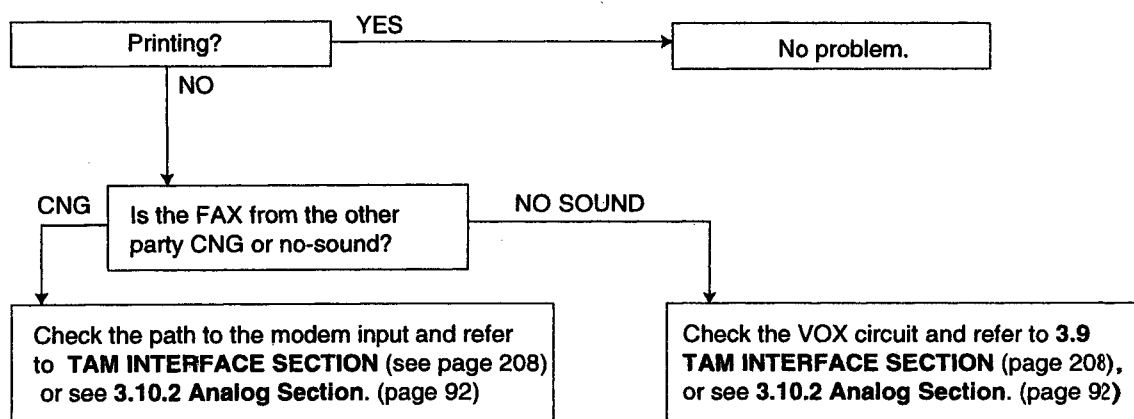 Printing?
YES
No problem.
NO
CNG
Is the FAX from the other
party CNG or no-sound?
NO SOUND
Check the path to the modem input and refer
to TAM INTERFACE SECTION (see page 208)
or see 3.10.2 Analog Section. (page 92)
Check the VOX circuit and refer to 3.9
TAM INTERFACE SECTION (page 208),
or see 3.10.2 Analog Section. (page 92)